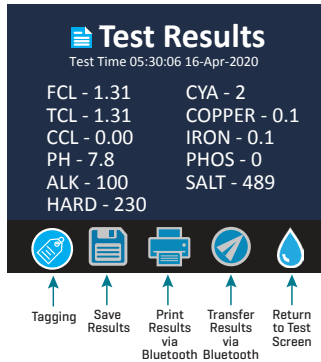 Test Results
Test Time 05:30:06 16-Apr-2020
FCL - 1.31
TCL - 1.31
CCL - 0.00
PH - 7.8
ALK - 100
HARD - 230
CYA - 2
COPPER - 0.1
IRON - 0.1
PHOS - 0
SALT - 489
Tagging
Save
Results
Print
Results
via
Bluetooth
Transfer
Results
via
Bluetooth
Return
to Test
Screen